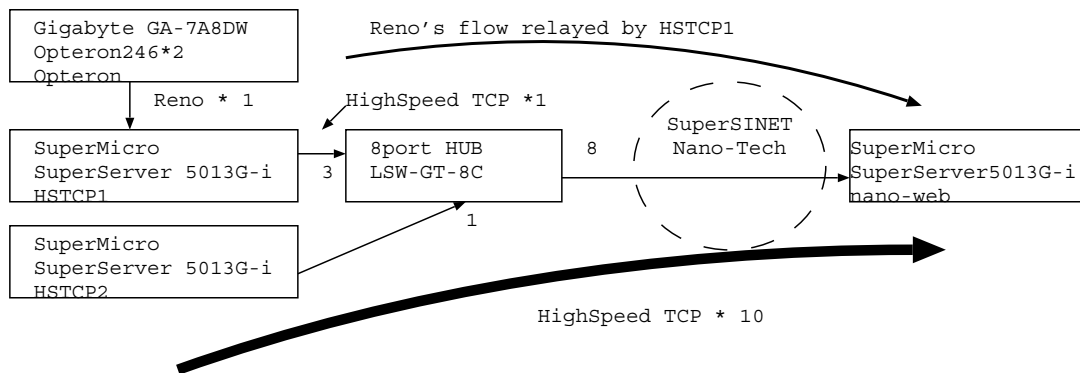 Gigabyte GA-7A8DW
Opteron246*2
Opteron
Reno's flow relayed by HSTCP1
Reno * 1
HighSpeed TCP *1
SuperMicro
SuperServer 5013G-i
HSTCP1
3
8port HUB
LSW-GT-8C
8
SuperSINET
Nano-Tech
SuperMicro
SuperServer5013G-i
nano-web
1
SuperMicro
SuperServer 5013G-i
HSTCP2
HighSpeed TCP * 10